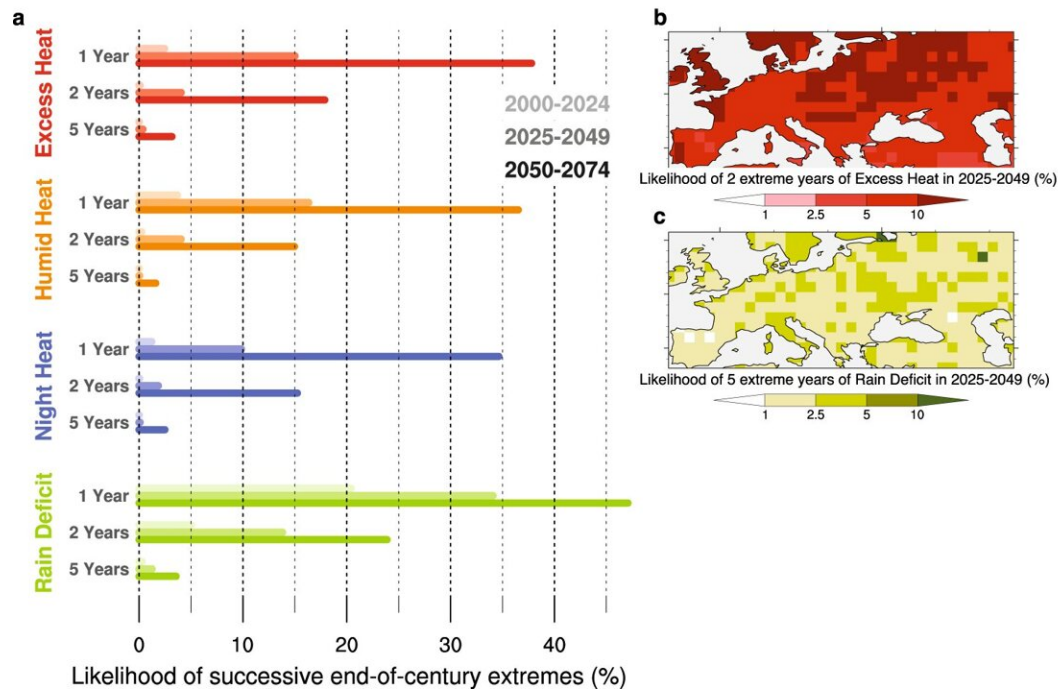 a
Excess Heat
1 Year
2 Years
5 Years
2000-2024
2025-2049
2050-2074
Humid Heat
1 Year
2 Years
5 Years
Night Heat
1 Year
2 Years
5 Years
Rain Deficit
1 Year
2 Years
5 Years
0 10 20 30 40
Likelihood of successive end-of-century extremes (%)
b
Likelihood of 2 extreme years of Excess Heat in 2025-2049 (%)
1 2.5 5 10
c
Likelihood of 5 extreme years of Rain Deficit in 2025-2049 (%)
1 2.5 5 10